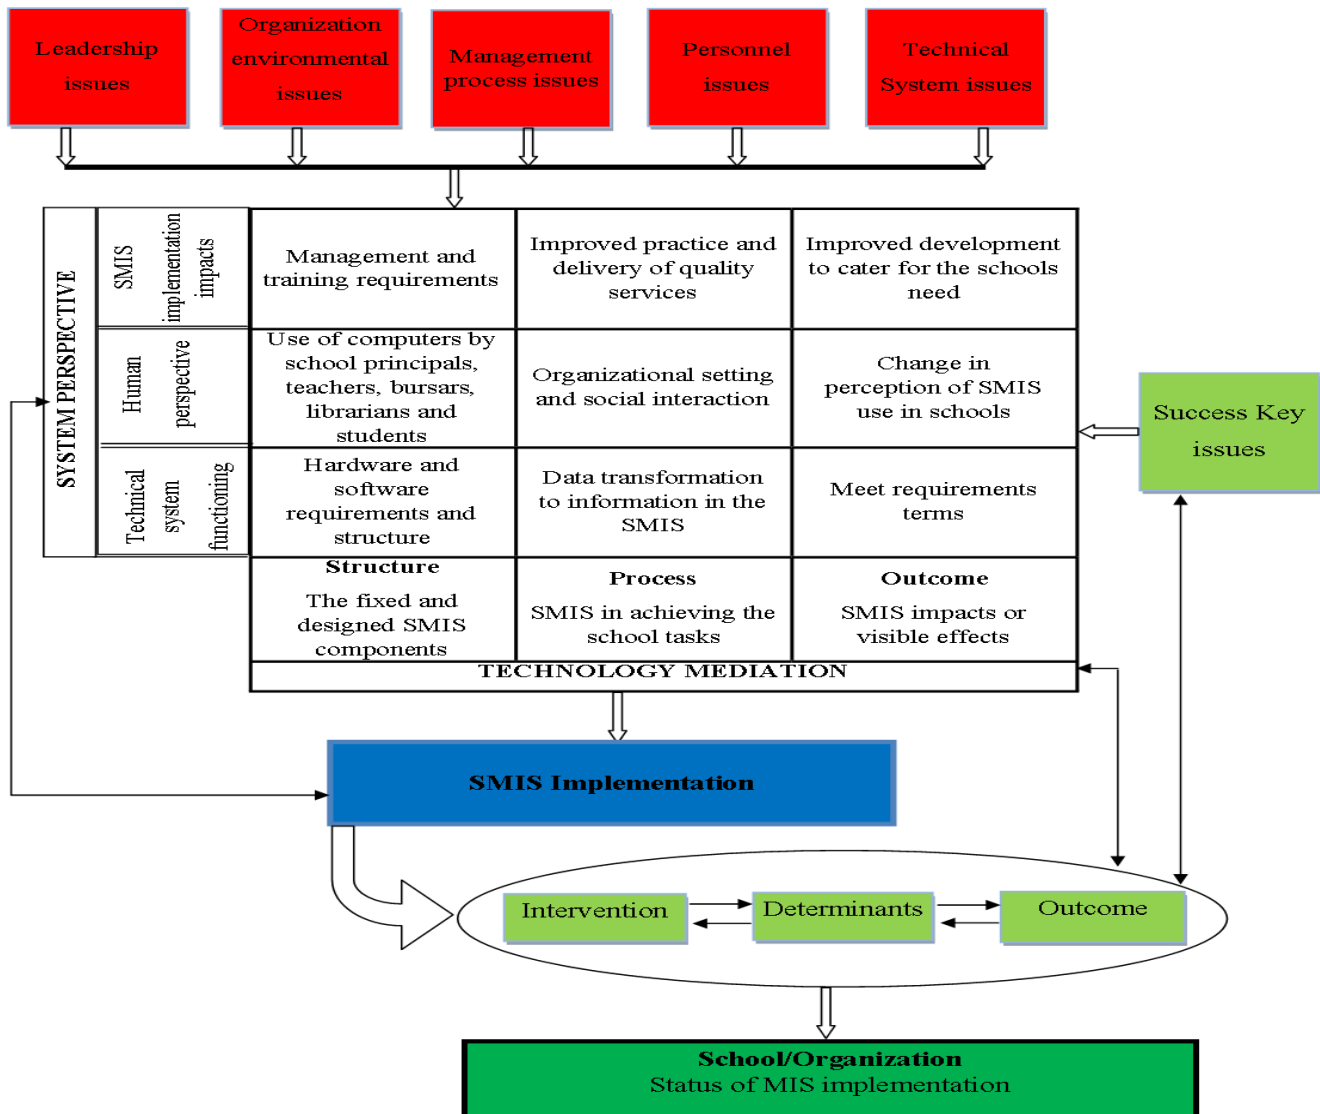 Leadership
issues
Organization
environmental
issues
Management
process issues
Personnel
issues
Technical
System issues
SYSTEM PERSPECTIVE
SMIS
implementation
impacts
Management and
training requirements
Improved practice and
delivery of quality
services
Improved development
to cater for the schools
need
Human
perspective
Use of computers by
school principals,
teachers, bursars,
librarians and
students
Organizational setting
and social interaction
Change in
perception of SMIS
use in schools
Success Key
issues
Technical
system
functioning
Hardware and
software
requirements and
structure
Data transformation
to information in the
SMIS
Meet requirements
terms
Structure
The fixed and
designed SMIS
components
Process
SMIS in achieving the
school tasks
Outcome
SMIS impacts or
visible effects
TECHNOLOGY MEDIATION
SMIS Implementation
Intervention
Determinants
Outcome
School/Organization
Status of MIS implementation